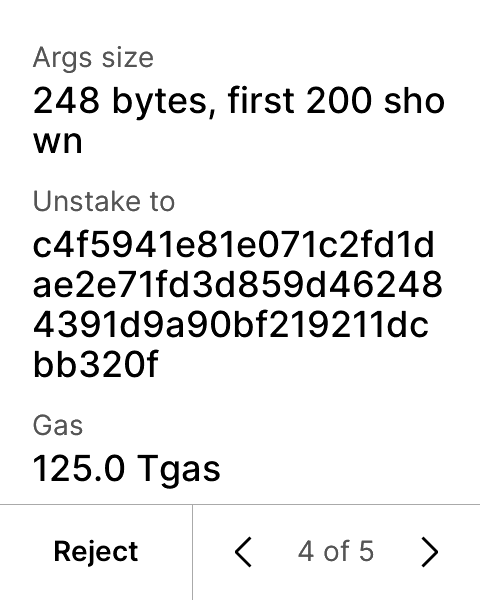 Args size
248 bytes, first 200 sho
wn
Unstake to
c4f5941e81e071c2fd1d
ae2e71fd3d859d46248
4391d9a90bf219211dc
bb320f
Gas
125.0 Tgas
Reject
4 of 5